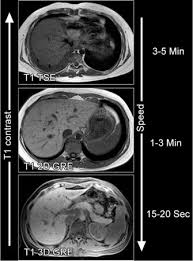 T1 TSE
3-5 Min
T1 contrast
Speed
T1 2D GRE
1-3 Min
15-20 Sec
T1 3D GRE